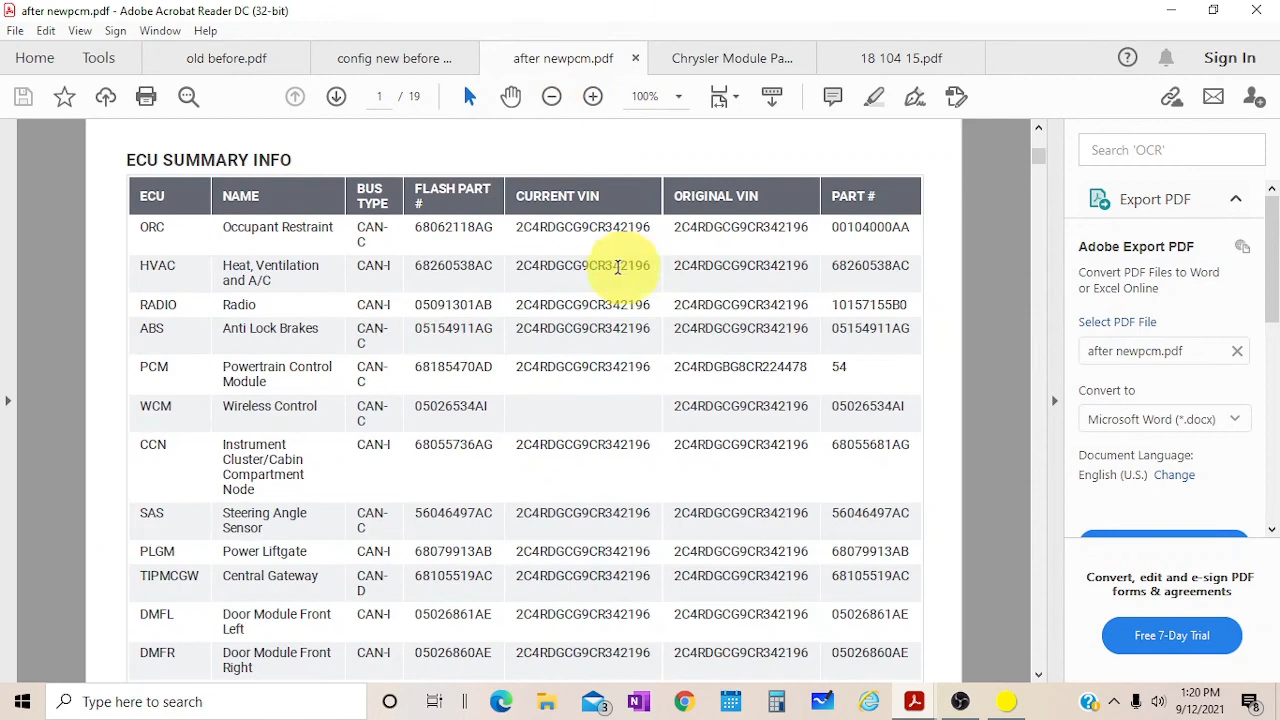 after newpcm.pdf - Adobe Acrobat Reader DC (32-bit)
File Edit View Sign Window Help
Home Tools old before.pdf config new before ... after newpcm.pdf Chrysler Module Pa... 18 104 15.pdf Sign In
1 / 19 100%
ECU SUMMARY INFO
ECU NAME BUS TYPE FLASH PART # CURRENT VIN ORIGINAL VIN PART #
ORC Occupant Restraint CAN-C 68062118AG 2C4RDGCG9CR342196 2C4RDGCG9CR342196 00104000AA
HVAC Heat, Ventilation and A/C CAN-I 68260538AC 2C4RDGCG9CR342196 2C4RDGCG9CR342196 68260538AC
RADIO Radio CAN-I 05091301AB 2C4RDGCG9CR342196 2C4RDGCG9CR342196 10157155B0
ABS Anti Lock Brakes CAN-C 05154911AG 2C4RDGCG9CR342196 2C4RDGCG9CR342196 05154911AG
PCM Powertrain Control Module CAN-C 68185470AD 2C4RDGCG9CR342196 2C4RDGBG8CR224478 54
WCM Wireless Control CAN-C 05026534AI 2C4RDGCG9CR342196 05026534AI
CCN Instrument Cluster/Cabin Compartment Node CAN-I 68055736AG 2C4RDGCG9CR342196 2C4RDGCG9CR342196 68055681AG
SAS Steering Angle Sensor CAN-C 56046497AC 2C4RDGCG9CR342196 2C4RDGCG9CR342196 56046497AC
PLGM Power Liftgate CAN-I 68079913AB 2C4RDGCG9CR342196 2C4RDGCG9CR342196 68079913AB
TIPMCGW Central Gateway CAN-D 68105519AC 2C4RDGCG9CR342196 2C4RDGCG9CR342196 68105519AC
DMFL Door Module Front Left CAN-I 05026861AE 2C4RDGCG9CR342196 2C4RDGCG9CR342196 05026861AE
DMFR Door Module Front Right CAN-I 05026860AE 2C4RDGCG9CR342196 2C4RDGCG9CR342196 05026860AE
Search 'OCR'
Export PDF
Adobe Export PDF
Convert PDF Files to Word
or Excel Online
Select PDF File
after newpcm.pdf
Convert to
Microsoft Word (*.docx)
Document Language:
English (U.S.) Change
Convert, edit and e-sign PDF
forms & agreements
Free 7-Day Trial
Type here to search
3
1:20 PM
9/12/2021
8